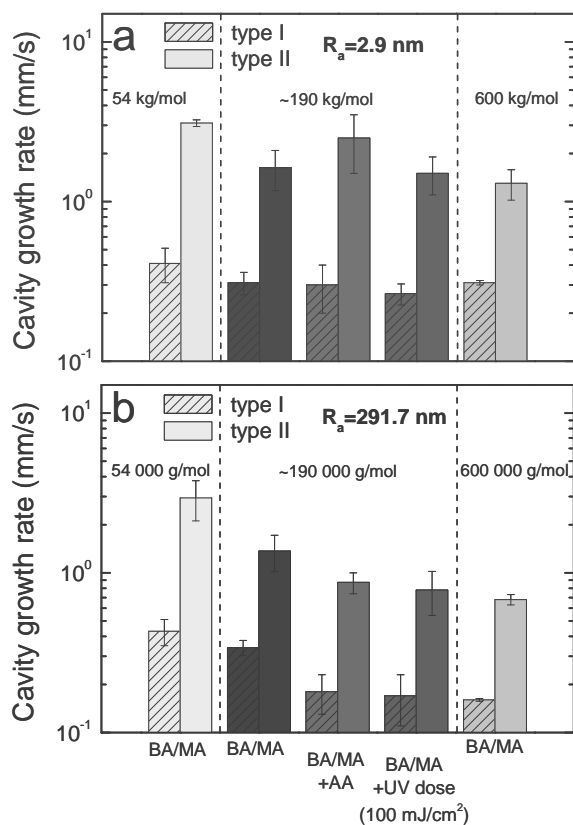 a
type I
type II
Rₐ=2.9 nm
54 kg/mol
~190 kg/mol
600 kg/mol
Cavity growth rate (mm/s)
10¹
10⁰
10⁻¹
b
type I
type II
Rₐ=291.7 nm
54 000 g/mol
~190 000 g/mol
600 000 g/mol
Cavity growth rate (mm/s)
10¹
10⁰
10⁻¹
BA/MA
BA/MA
BA/MA
+AA
BA/MA
+UV dose
(100 mJ/cm²)
BA/MA